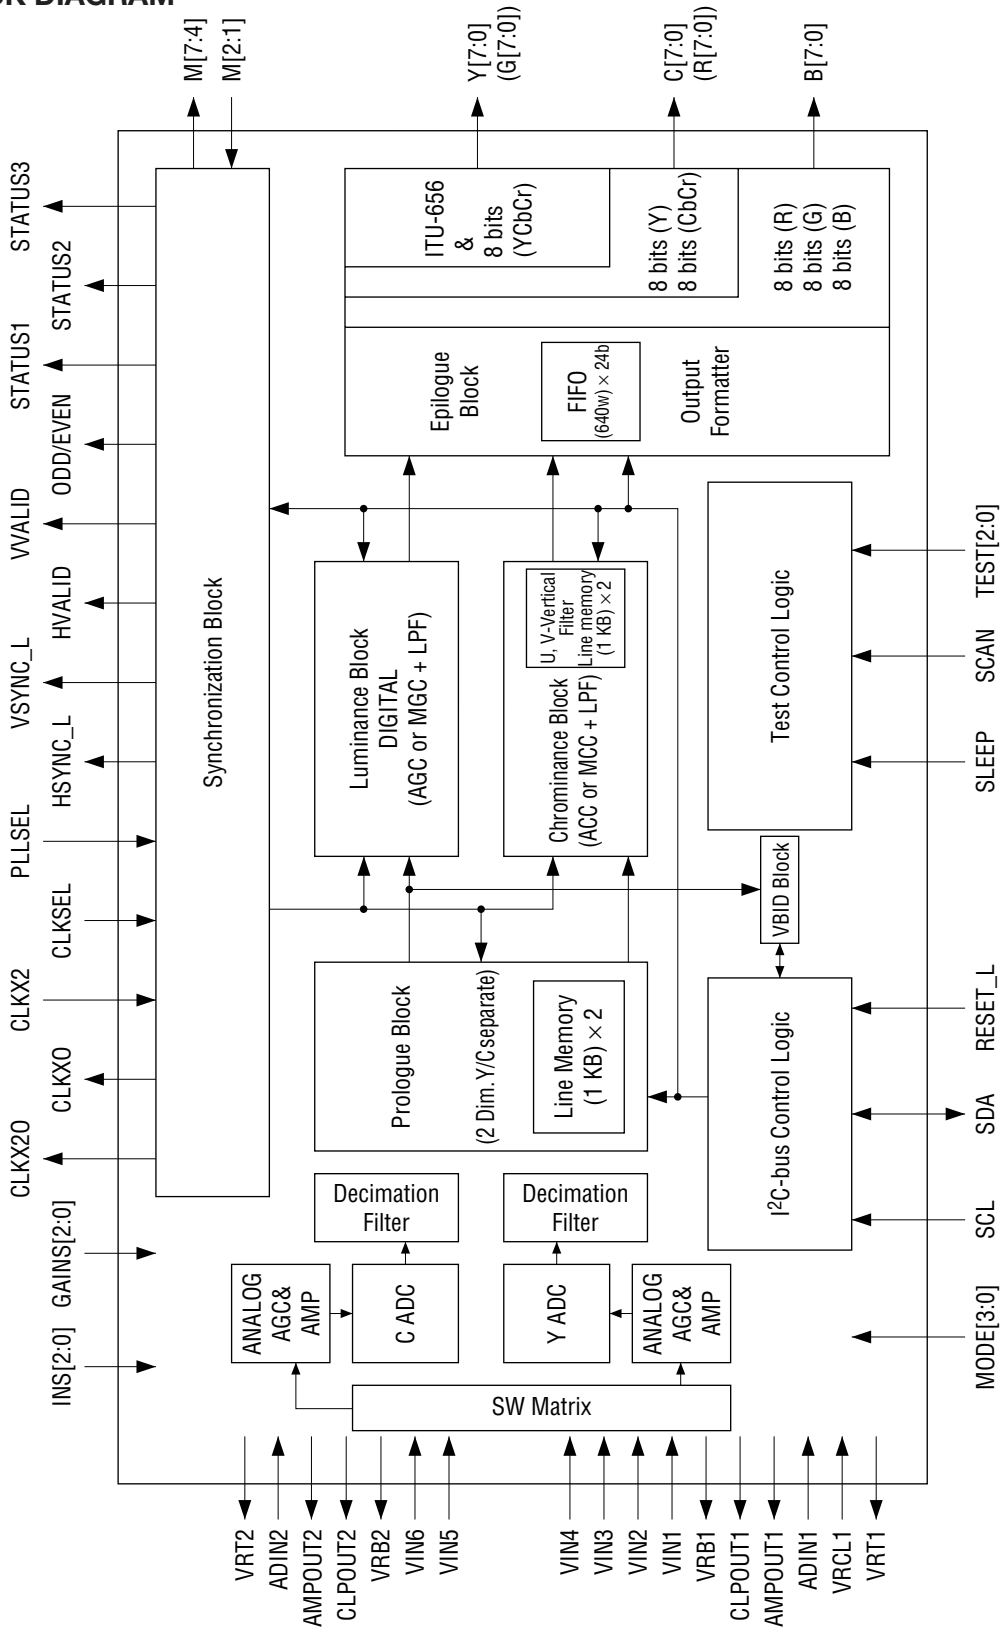 CK DIAGRAM
M[7:4]
M[2:1]
Y[7:0]
(G[7:0])
C[7:0]
(R[7:0])
B[7:0]
STATUS3
STATUS2
STATUS1
ODD/EVEN
VVALID
HVALID
VSYNC_L
HSYNC_L
PLLSEL
CLKSEL
CLKX2
CLKXO
CLKX2O
GAINS[2:0]
INS[2:0]
Synchronization Block
ITU-656
&
8 bits
(YCbCr)
8 bits (Y)
8 bits (CbCr)
8 bits (R)
8 bits (G)
8 bits (B)
Epilogue
Block
FIFO
(640w) × 24b
Output
Formatter
Luminance Block
DIGITAL
(AGC or MGC + LPF)
Chrominance Block
(ACC or MCC + LPF)
U, V-Vertical
Filter
Line memory
(1 KB) × 2
Test Control Logic
VBID Block
Prologue Block
(2 Dim. Y/C separate)
Line Memory
(1 KB) × 2
I²C-bus Control Logic
Decimation
Filter
Decimation
Filter
ANALOG
AGC&
AMP
C ADC
Y ADC
ANALOG
AGC&
AMP
SW Matrix
TEST[2:0]
SCAN
SLEEP
RESET_L
SDA
SCL
MODE[3:0]
VRT2
ADIN2
AMPOUT2
CLPOUT2
VRB2
VIN6
VIN5
VIN4
VIN3
VIN2
VIN1
VRB1
CLPOUT1
AMPOUT1
ADIN1
VRCL1
VRT1